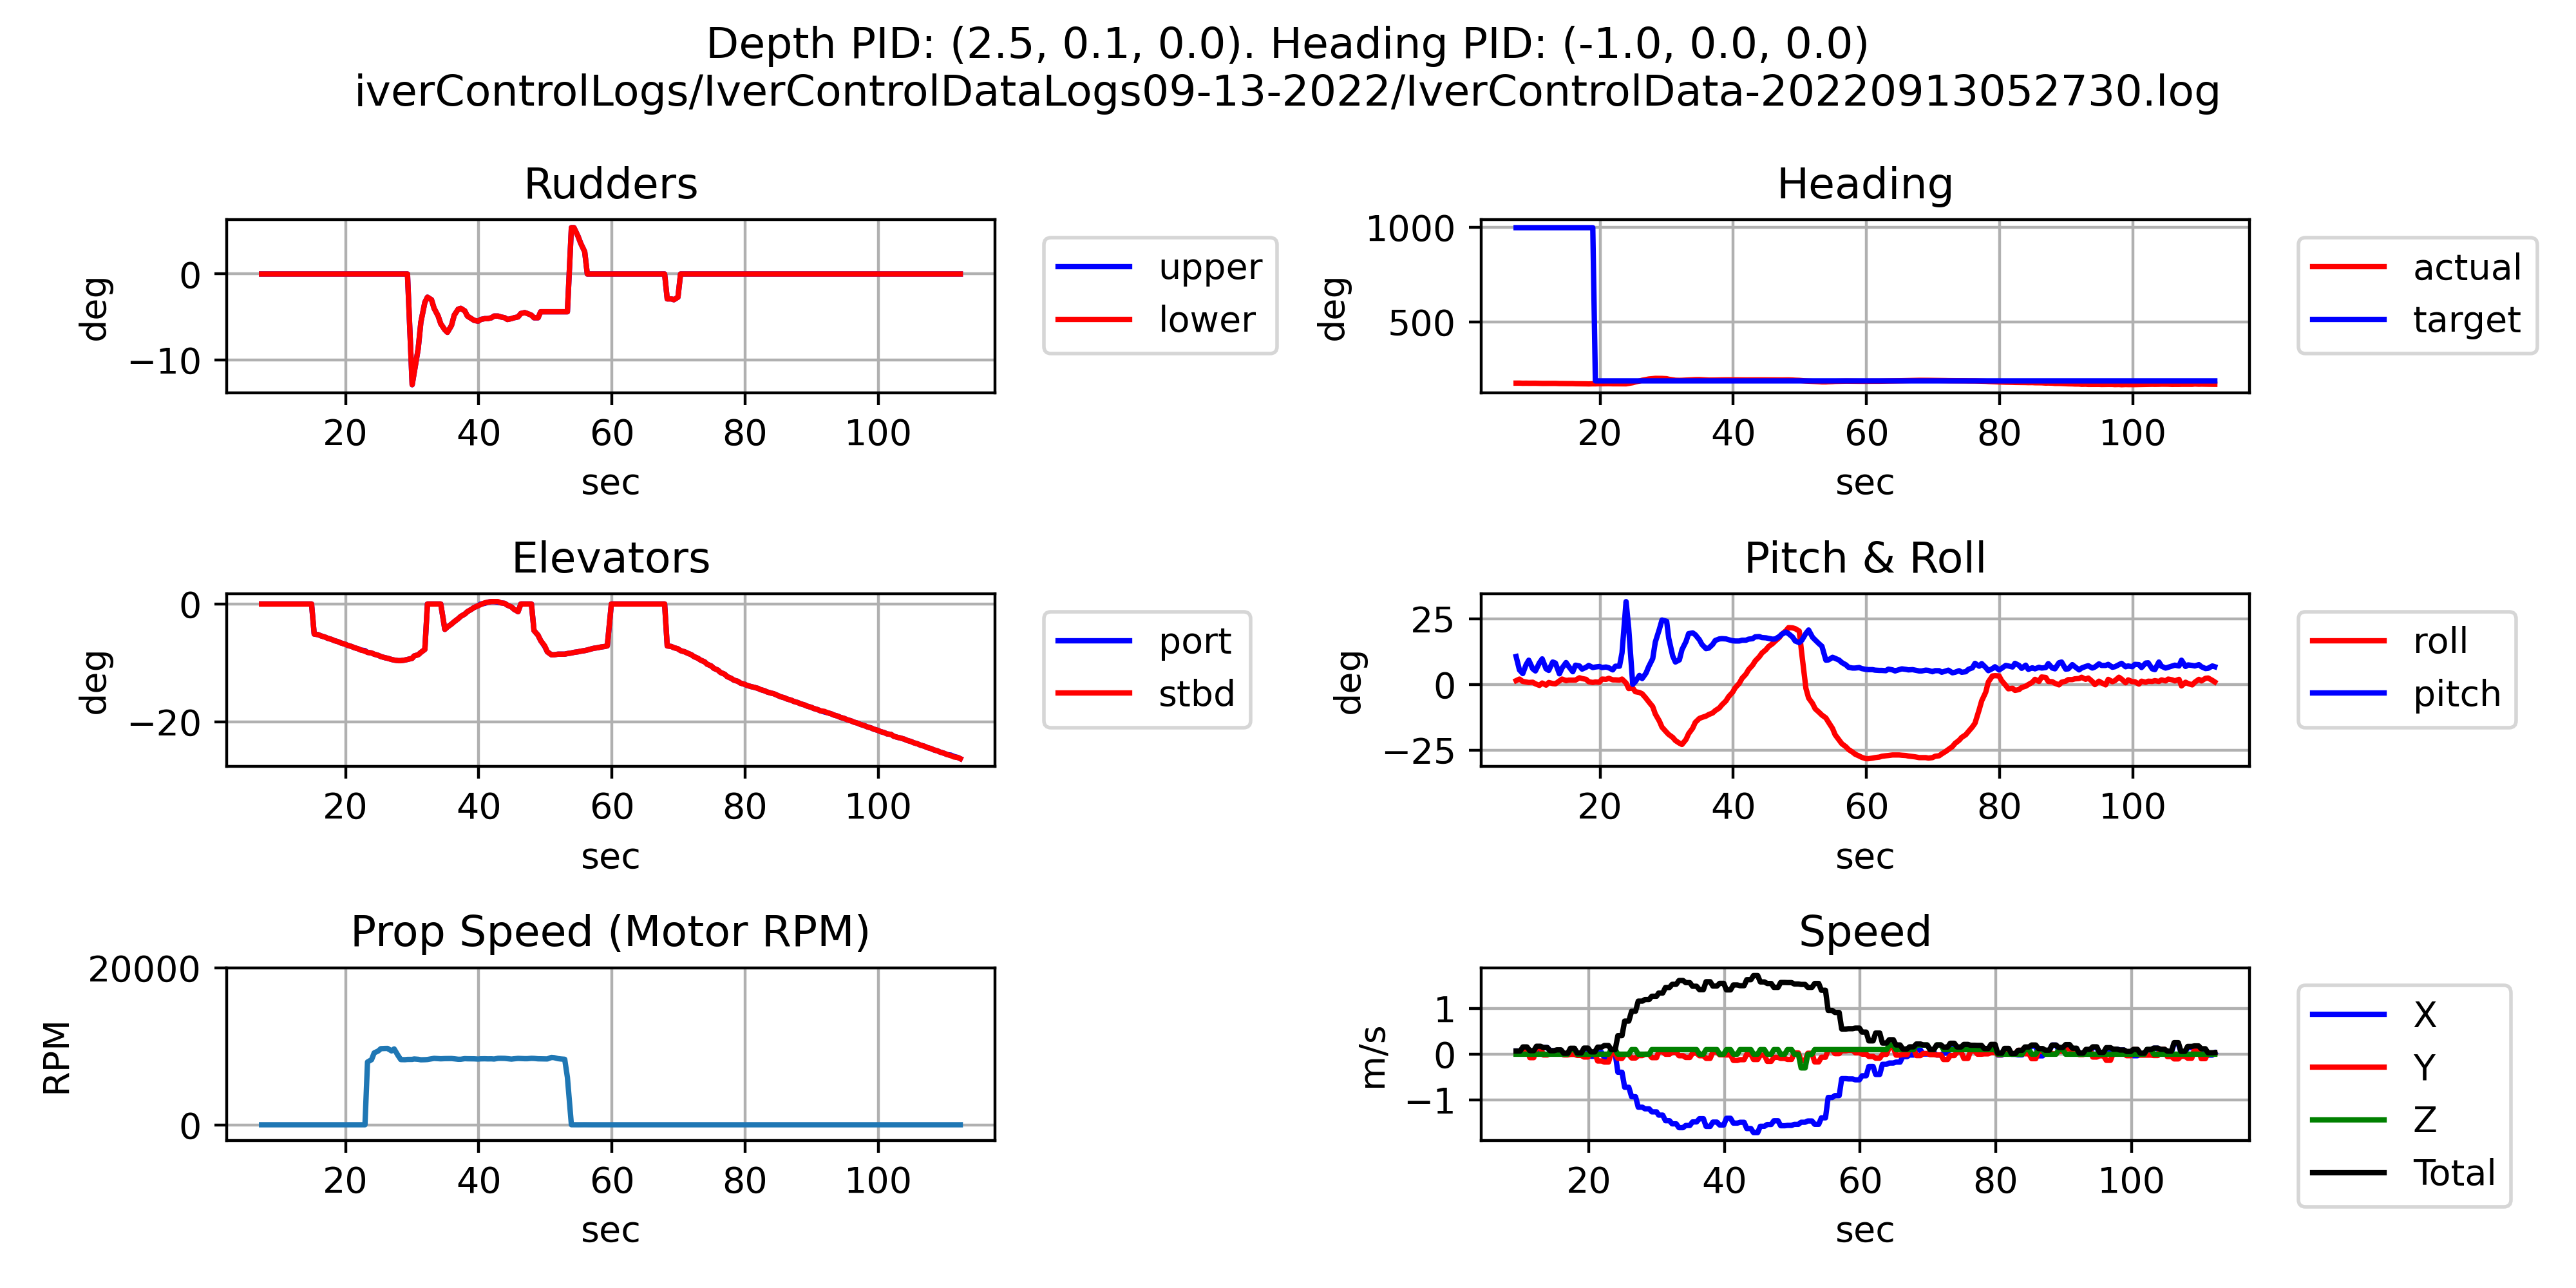 Depth PID: (2.5, 0.1, 0.0). Heading PID: (-1.0, 0.0, 0.0)
iverControlLogs/IverControlDataLogs09-13-2022/IverControlData-20220913052730.log
Rudders
deg
0
−10
20 40 60 80 100
sec
upper
lower
Heading
deg
1000
500
20 40 60 80 100
sec
actual
target
Elevators
deg
0
−20
20 40 60 80 100
sec
port
stbd
Pitch & Roll
deg
25
0
−25
20 40 60 80 100
sec
roll
pitch
Prop Speed (Motor RPM)
RPM
20000
0
20 40 60 80 100
sec
Speed
m/s
1
0
−1
20 40 60 80 100
sec
X
Y
Z
Total